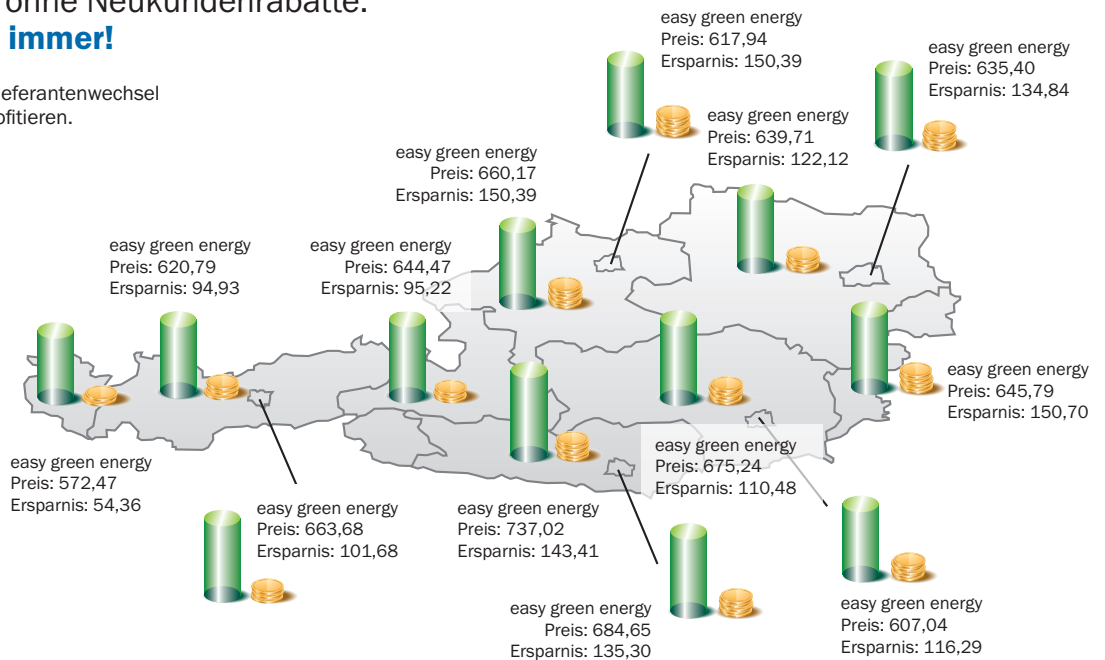 ohne Neukundenrabatte.
immer!
eferantenwechsel
ofitieren.
easy green energy
Preis: 617,94
Ersparnis: 150,39
easy green energy
Preis: 635,40
Ersparnis: 134,84
easy green energy
Preis: 639,71
Ersparnis: 122,12
easy green energy
Preis: 660,17
Ersparnis: 150,39
easy green energy
Preis: 620,79
Ersparnis: 94,93
easy green energy
Preis: 644,47
Ersparnis: 95,22
easy green energy
Preis: 645,79
Ersparnis: 150,70
easy green energy
Preis: 572,47
Ersparnis: 54,36
easy green energy
Preis: 675,24
Ersparnis: 110,48
easy green energy
Preis: 663,68
Ersparnis: 101,68
easy green energy
Preis: 737,02
Ersparnis: 143,41
easy green energy
Preis: 684,65
Ersparnis: 135,30
easy green energy
Preis: 607,04
Ersparnis: 116,29